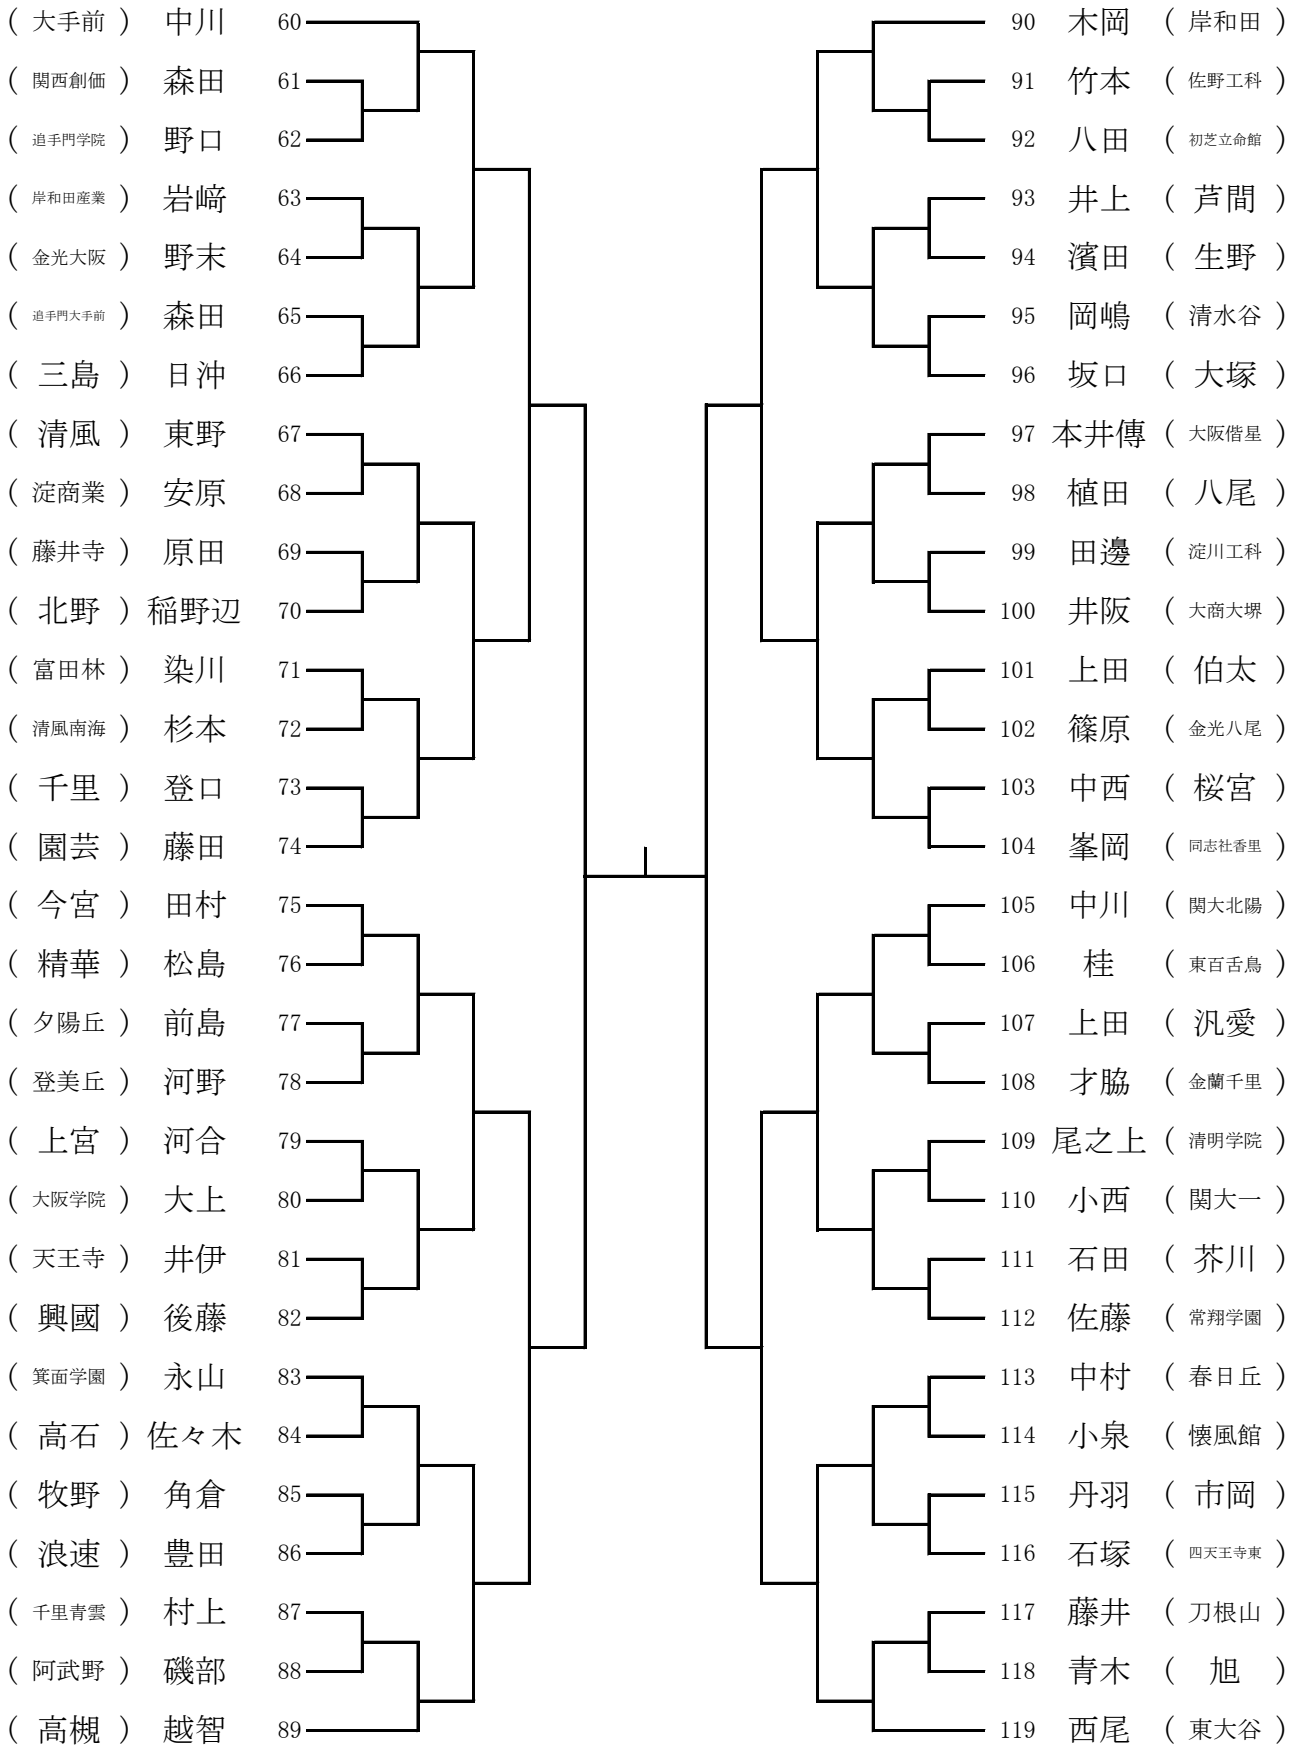 ( 大手前 ) 中川 60
( 関西創価 ) 森田 61
( 追手門学院 ) 野口 62
( 岸和田産業 ) 岩﨑 63
( 金光大阪 ) 野末 64
( 追手門大手前 ) 森田 65
( 三島 ) 日沖 66
( 清風 ) 東野 67
( 淀商業 ) 安原 68
( 藤井寺 ) 原田 69
( 北野 ) 稲野辺 70
( 富田林 ) 染川 71
( 清風南海 ) 杉本 72
( 千里 ) 登口 73
( 園芸 ) 藤田 74
( 今宮 ) 田村 75
( 精華 ) 松島 76
( 夕陽丘 ) 前島 77
( 登美丘 ) 河野 78
( 上宮 ) 河合 79
( 大阪学院 ) 大上 80
( 天王寺 ) 井伊 81
( 興國 ) 後藤 82
( 箕面学園 ) 永山 83
( 高石 ) 佐々木 84
( 牧野 ) 角倉 85
( 浪速 ) 豊田 86
( 千里青雲 ) 村上 87
( 阿武野 ) 磯部 88
( 高槻 ) 越智 89
90 木岡 ( 岸和田 )
91 竹本 ( 佐野工科 )
92 八田 ( 初芝立命館 )
93 井上 ( 芦間 )
94 濱田 ( 生野 )
95 岡嶋 ( 清水谷 )
96 坂口 ( 大塚 )
97 本井傳 ( 大阪偕星 )
98 植田 ( 八尾 )
99 田邊 ( 淀川工科 )
100 井阪 ( 大商大堺 )
101 上田 ( 伯太 )
102 篠原 ( 金光八尾 )
103 中西 ( 桜宮 )
104 峯岡 ( 同志社香里 )
105 中川 ( 関大北陽 )
106 桂 ( 東百舌鳥 )
107 上田 ( 汎愛 )
108 才脇 ( 金蘭千里 )
109 尾之上 ( 清明学院 )
110 小西 ( 関大一 )
111 石田 ( 芥川 )
112 佐藤 ( 常翔学園 )
113 中村 ( 春日丘 )
114 小泉 ( 懐風館 )
115 丹羽 ( 市岡 )
116 石塚 ( 四天王寺東 )
117 藤井 ( 刀根山 )
118 青木 ( 旭 )
119 西尾 ( 東大谷 )